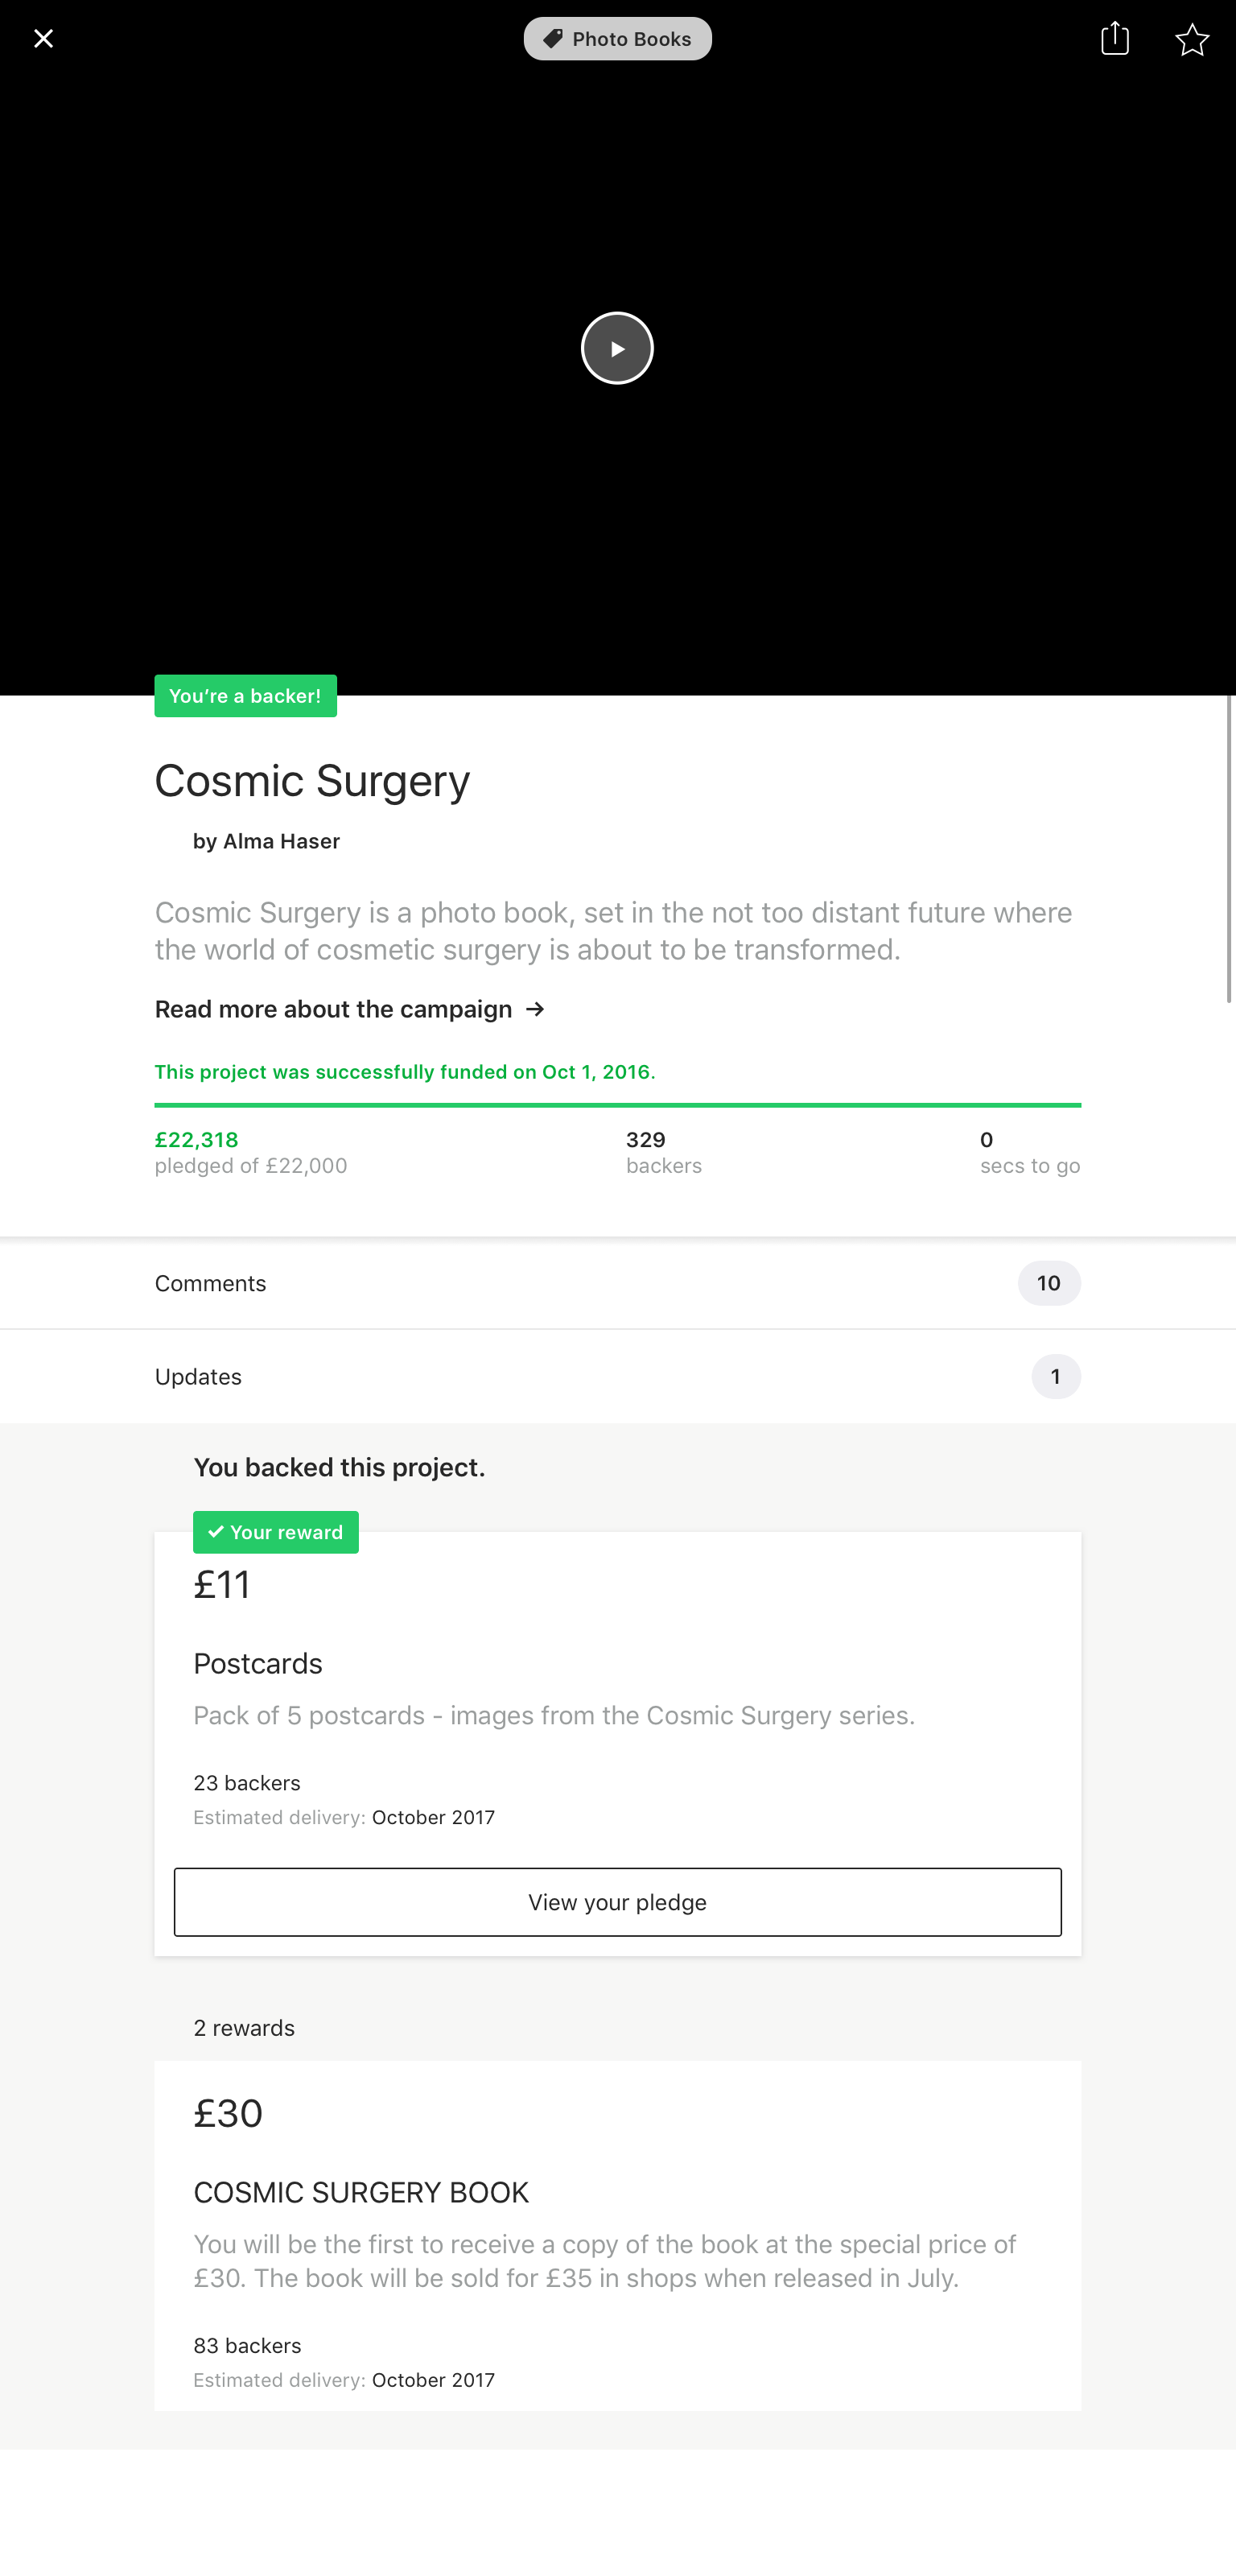 Photo Books
You’re a backer!
Cosmic Surgery
by Alma Haser
Cosmic Surgery is a photo book, set in the not too distant future where
the world of cosmetic surgery is about to be transformed.
Read more about the campaign →
This project was successfully funded on Oct 1, 2016.
£22,318
pledged of £22,000
329
backers
0
secs to go
Comments
10
Updates
1
You backed this project.
Your reward
£11
Postcards
Pack of 5 postcards - images from the Cosmic Surgery series.
23 backers
Estimated delivery: October 2017
View your pledge
2 rewards
£30
COSMIC SURGERY BOOK
You will be the first to receive a copy of the book at the special price of
£30. The book will be sold for £35 in shops when released in July.
83 backers
Estimated delivery: October 2017